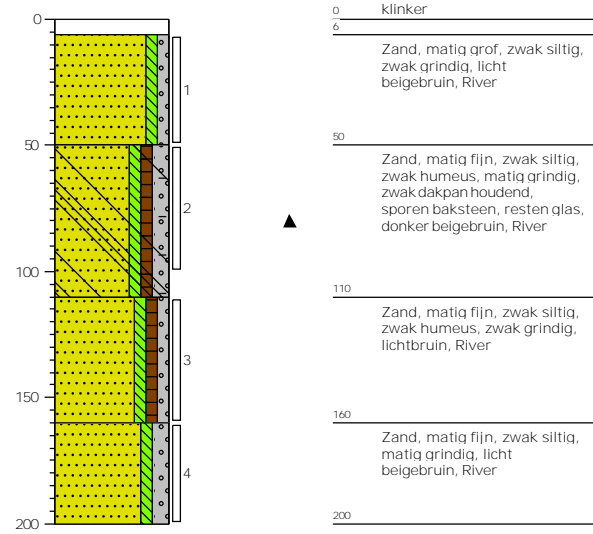 0
50
100
150
200
1
2
3
4
0
klinker
6
Zand, matig grof, zwak siltig,
zwak grindig, licht
beigebruin, River
50
Zand, matig fijn, zwak siltig,
zwak humeus, matig grindig,
zwak dakpanhoudend,
sporen baksteen, resten glas,
donker beigebruin, River
110
Zand, matig fijn, zwak siltig,
zwak humeus, zwak grindig,
lichtbruin, River
160
Zand, matig fijn, zwak siltig,
matig grindig, licht
beigebruin, River
200